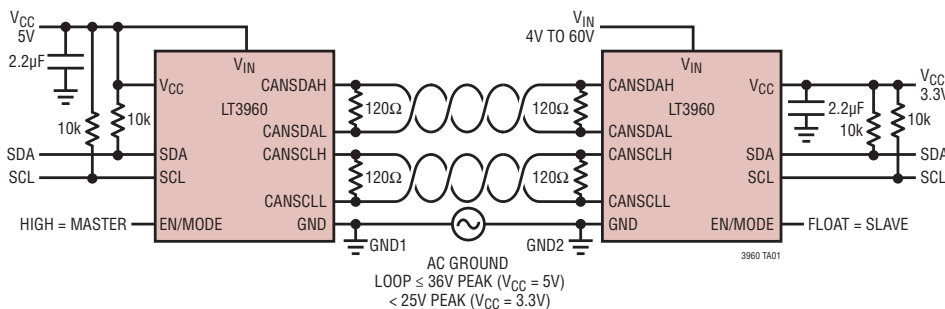 VCC
5V
2.2µF
10k
10k
SDA
SCL
HIGH = MASTER
VIN
VCC
LT3960
SDA
SCL
EN/MODE
CANSDAH
CANSDAL
CANSCLH
CANSCLL
GND
120Ω
120Ω
120Ω
120Ω
GND1
GND2
AC GROUND
LOOP ≤ 36V PEAK (VCC = 5V)
< 25V PEAK (VCC = 3.3V)
VIN
4V TO 60V
VIN
CANSDAH
CANSDAL
CANSCLH
CANSCLL
GND
LT3960
VCC
SDA
SCL
EN/MODE
VCC
3.3V
2.2µF
10k
10k
SDA
SCL
FLOAT = SLAVE
3960 TA01